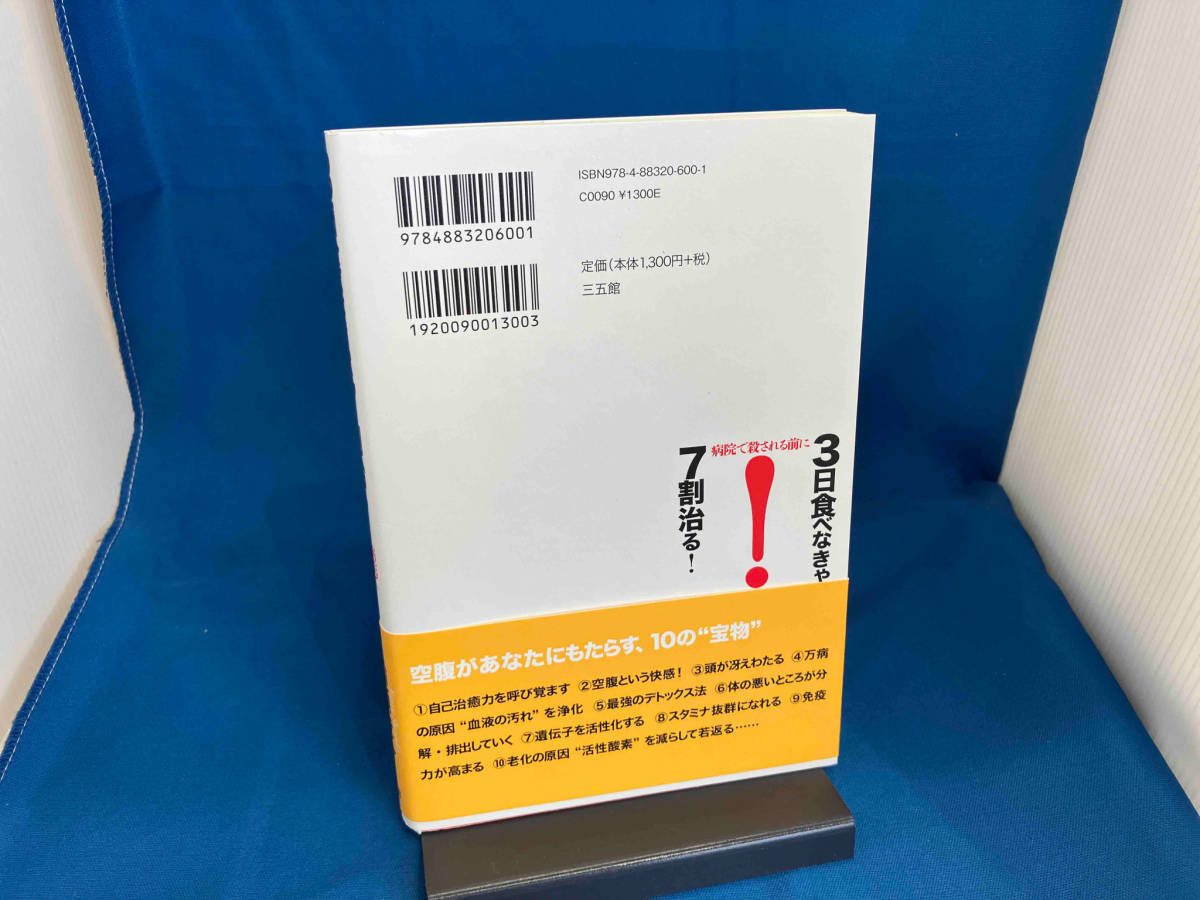 ISBN978-4-88320-600-1
C0090 ¥1300E
9784883206001
定価(本体1,300円+税)
三五館
1920090013003
3日食べなきゃ
病院で殺される前に
!
7割治る!
空腹があなたにもたらす、10の“宝物”
①自己治癒力を呼び覚ます ②空腹という快感! ③頭が冴えわたる ④万病
の原因“血液の汚れ”を浄化 ⑤最強のデトックス法 ⑥体の悪いところが分
解・排出していく ⑦遺伝子を活性化する ⑧スタミナ抜群になれる ⑨免疫
力が高まる ⑩老化の原因“活性酸素”を減らして若返る……